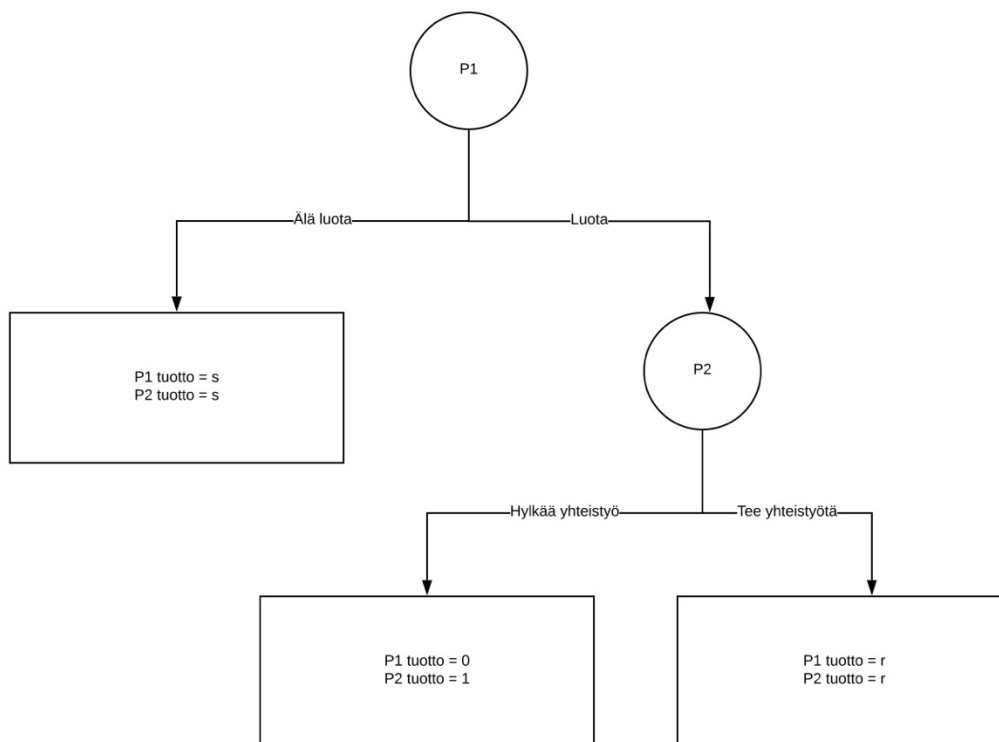 P1
Älä luota
Luota
P1 tuotto = s
P2 tuotto = s
P2
Hylkää yhteistyö
Tee yhteistyötä
P1 tuotto = 0
P2 tuotto = 1
P1 tuotto = r
P2 tuotto = r